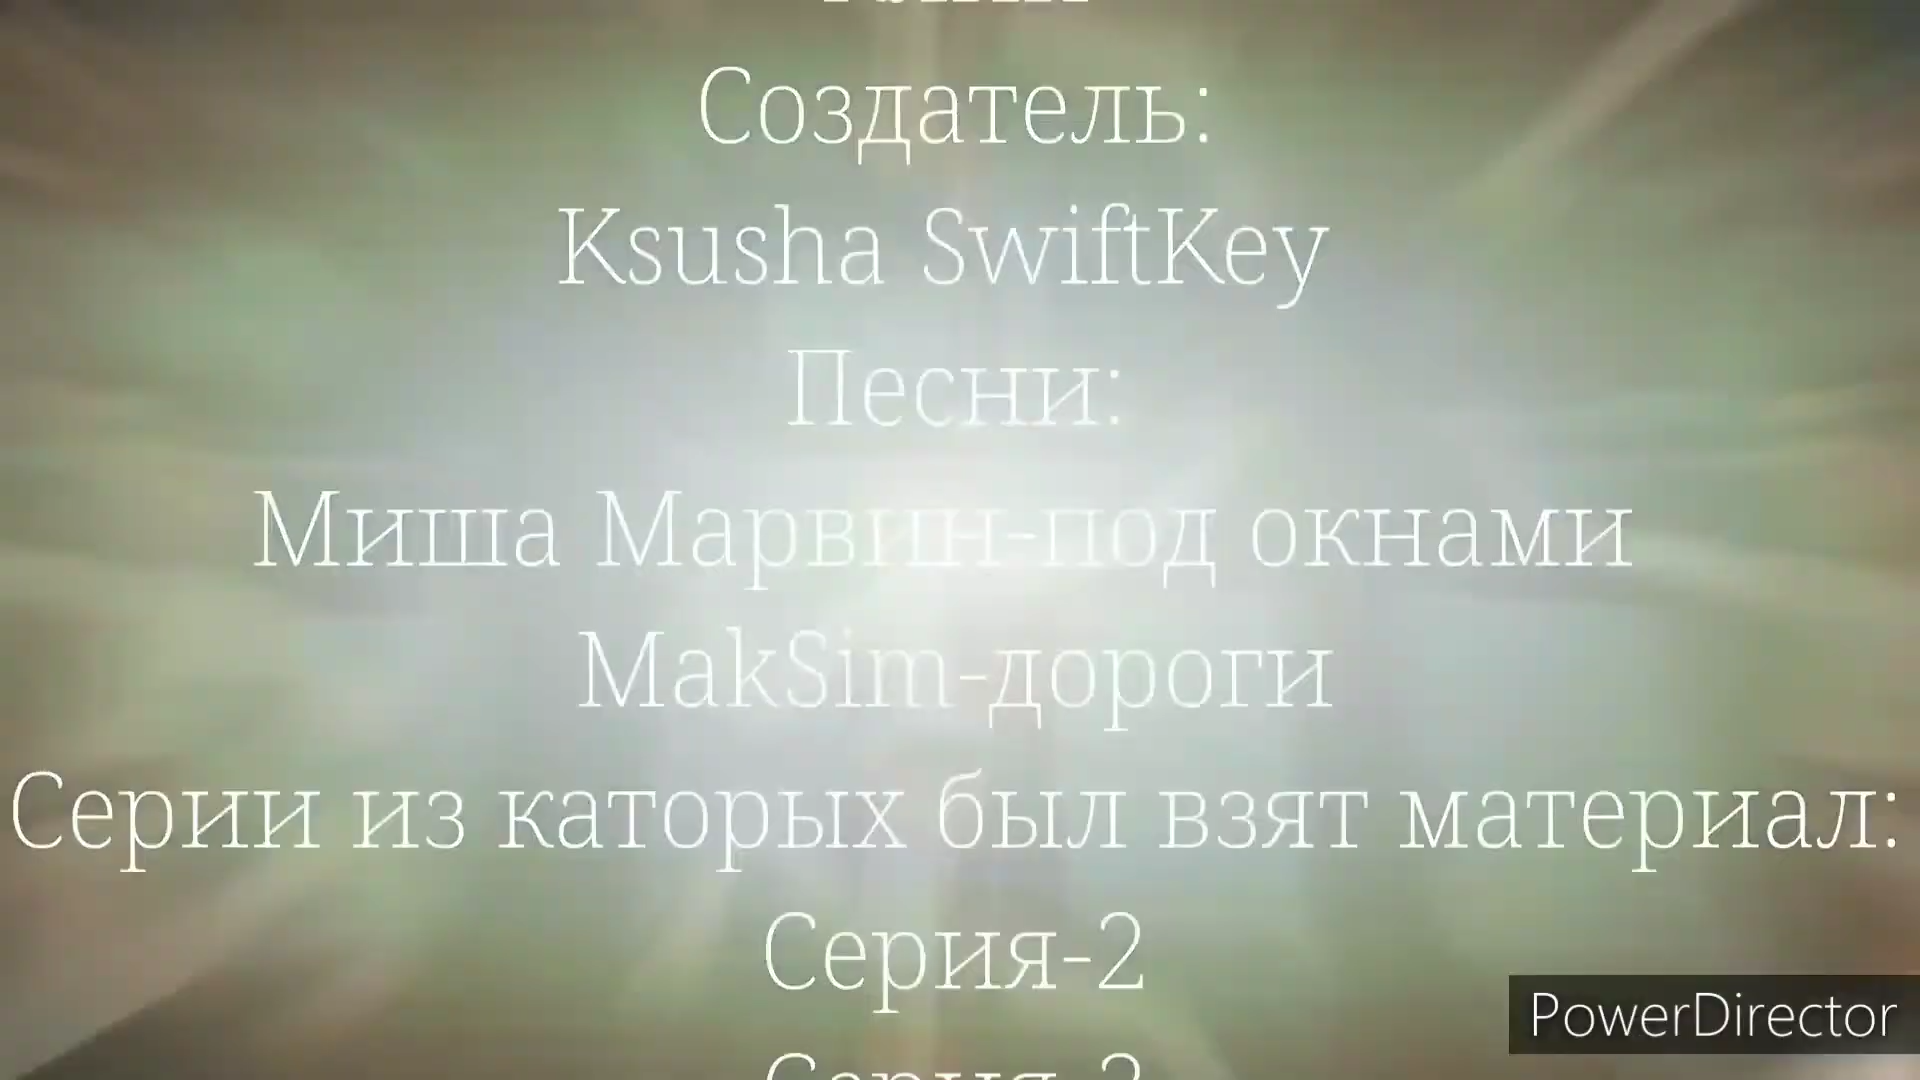 Создатель:
Ksusha SwiftKey
Песни:
Миша Марвин-под окнами
MakSim-дороги
Серии из каторых был взят материал:
Серия-2
PowerDirector